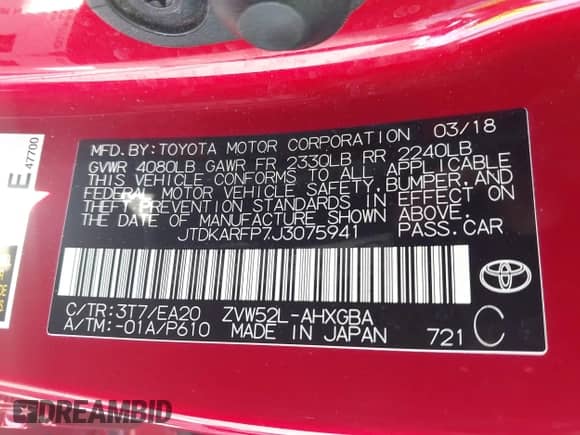 MFD. BY: TOYOTA MOTOR CORPORATION 03/18
GVWR 4080LB GAWR FR 2330LB RR 2240LB
THIS VEHICLE CONFORMS TO ALL APPLICABLE
FEDERAL MOTOR VEHICLE SAFETY, BUMPER, AND
THEFT PREVENTION STANDARDS IN EFFECT ON
THE DATE OF MANUFACTURE SHOWN ABOVE.
JTDKARFP7J3075941 PASS. CAR
TOYOTA
C/TR: 3T7/EA20 ZVW52L-AHXGBA
A/TM: -01A/P610 MADE IN JAPAN 721 C
E 47700
DREAMBID